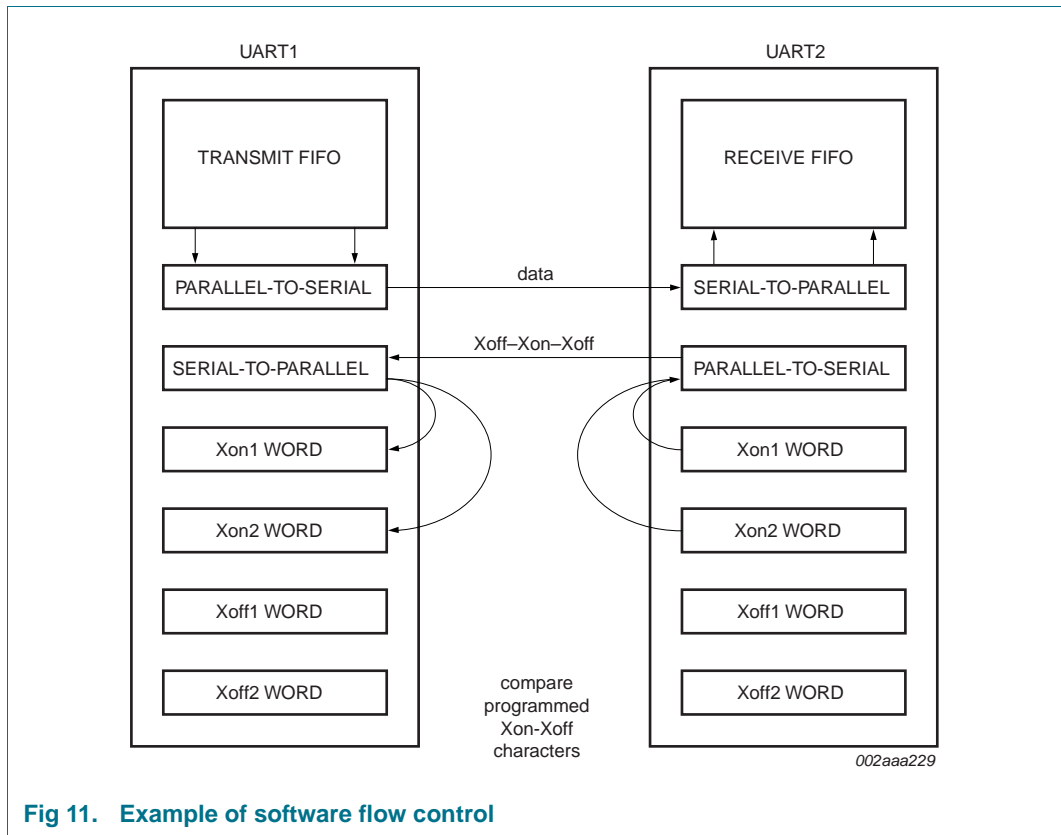 UART1
UART2
TRANSMIT FIFO
RECEIVE FIFO
PARALLEL-TO-SERIAL
data
SERIAL-TO-PARALLEL
SERIAL-TO-PARALLEL
Xoff–Xon–Xoff
PARALLEL-TO-SERIAL
Xon1 WORD
Xon1 WORD
Xon2 WORD
Xon2 WORD
Xoff1 WORD
Xoff1 WORD
Xoff2 WORD
Xoff2 WORD
compare
programmed
Xon-Xoff
characters
002aaa229
Fig 11. Example of software flow control